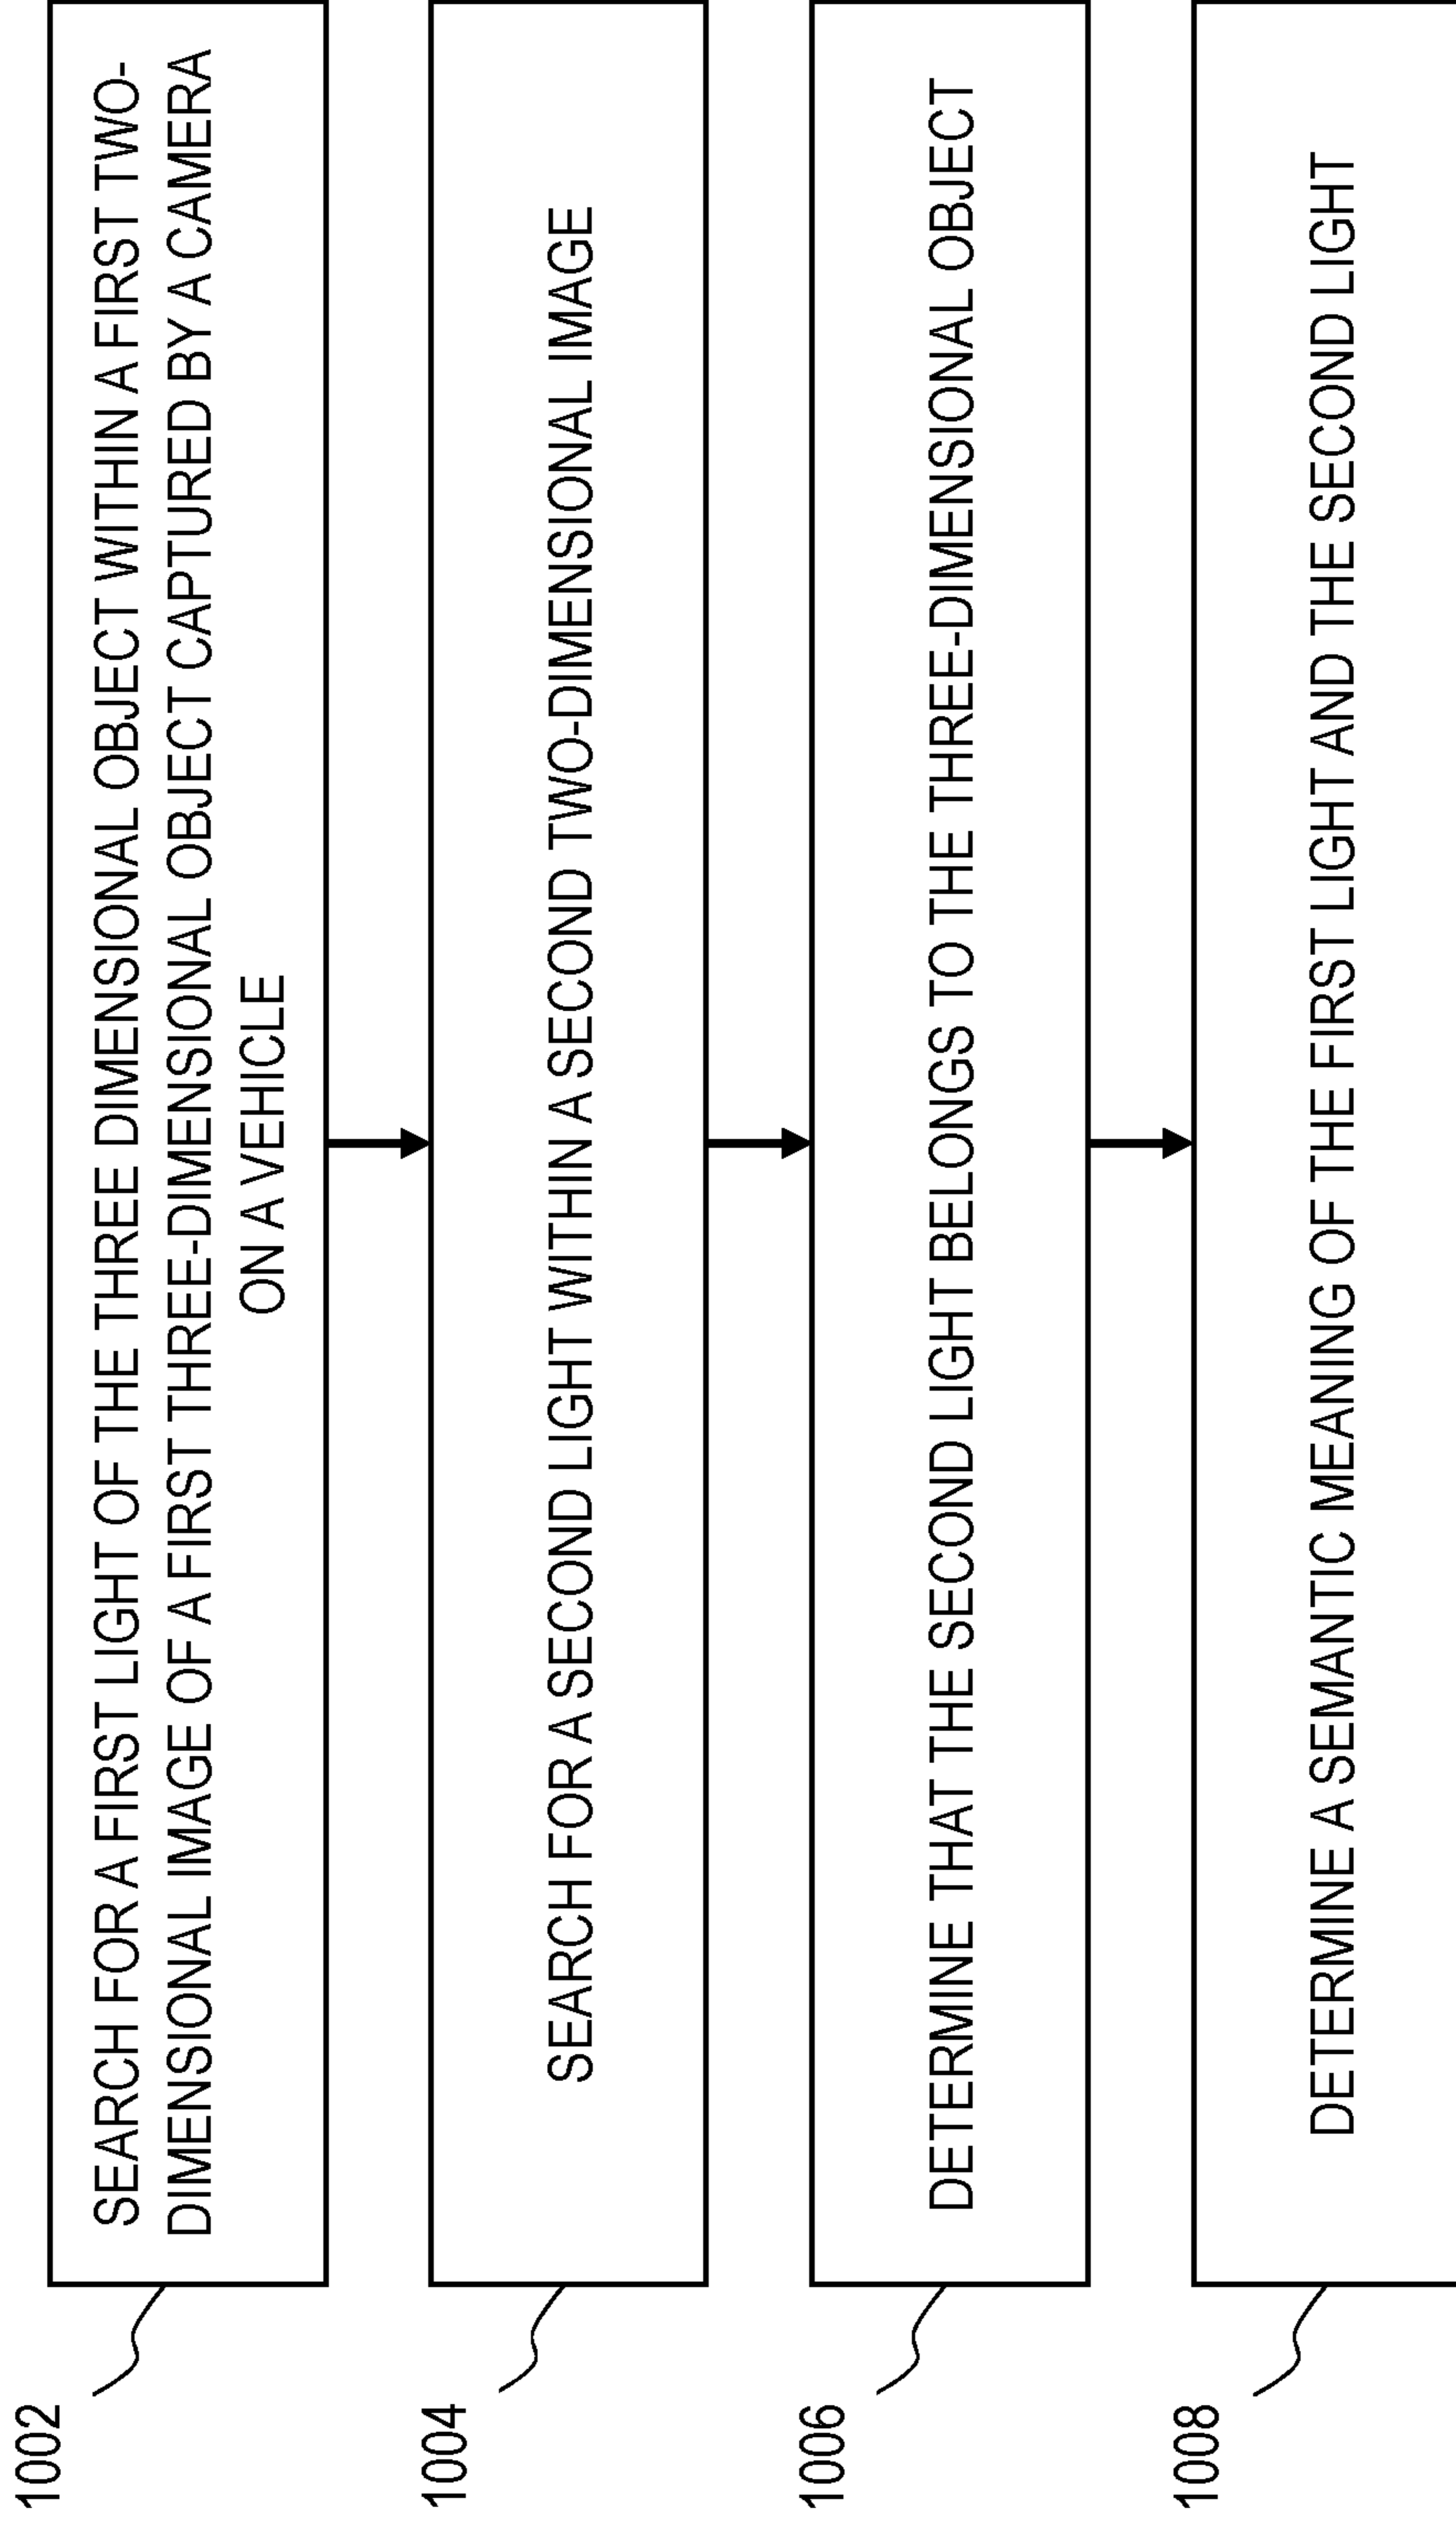 1002
SEARCH FOR A FIRST LIGHT OF THE THREE DIMENSIONAL OBJECT WITHIN A FIRST TWO-
DIMENSIONAL IMAGE OF A FIRST THREE-DIMENSIONAL OBJECT CAPTURED BY A CAMERA
ON A VEHICLE
1004
SEARCH FOR A SECOND LIGHT WITHIN A SECOND TWO-DIMENSIONAL IMAGE
1006
DETERMINE THAT THE SECOND LIGHT BELONGS TO THE THREE-DIMENSIONAL OBJECT
1008
DETERMINE A SEMANTIC MEANING OF THE FIRST LIGHT AND THE SECOND LIGHT